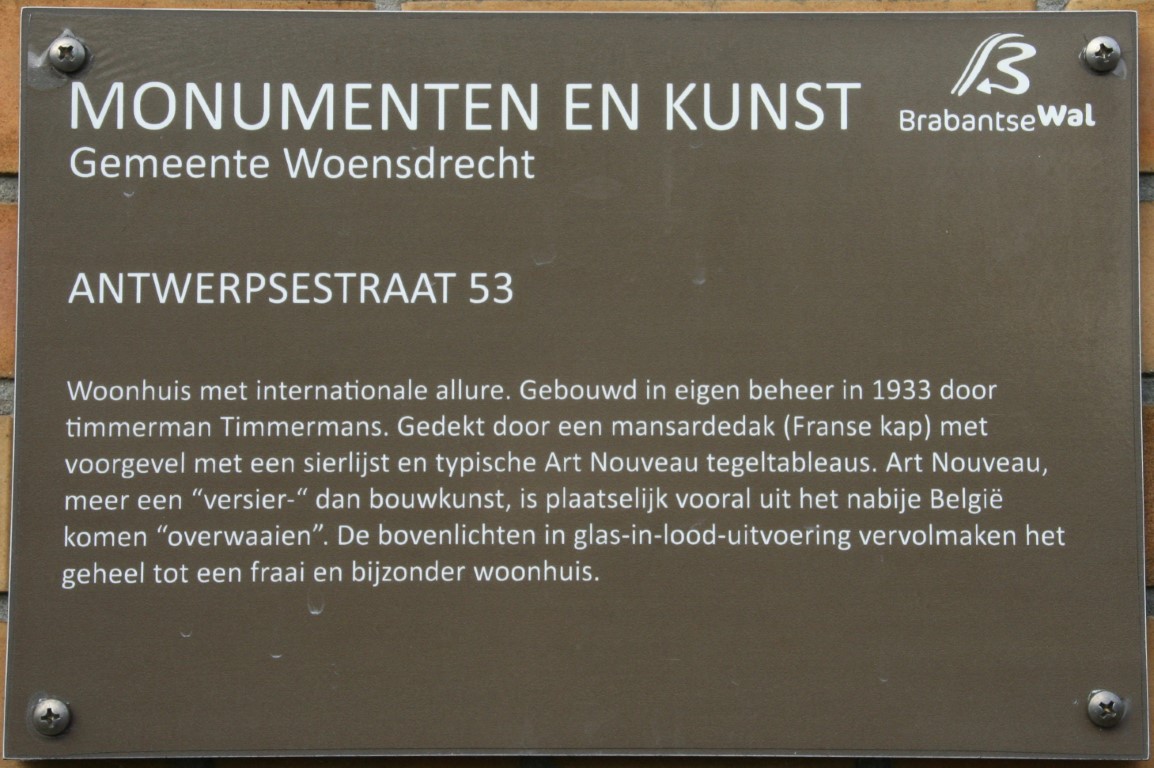 MONUMENTEN EN KUNST
BrabantseWal
Gemeente Woensdrecht
ANTWERPSESTRAAT 53
Woonhuis met internationale allure. Gebouwd in eigen beheer in 1933 door
timmerman Timmermans. Gedekt door een mansardedak (Franse kap) met
voorgevel met een sierlijst en typische Art Nouveau tegeltableaus. Art Nouveau,
meer een “versier-“ dan bouwkunst, is plaatselijk vooral uit het nabije België
komen “overwaaien”. De bovenlichten in glas-in-lood-uitvoering vervolmaken het
geheel tot een fraai en bijzonder woonhuis.